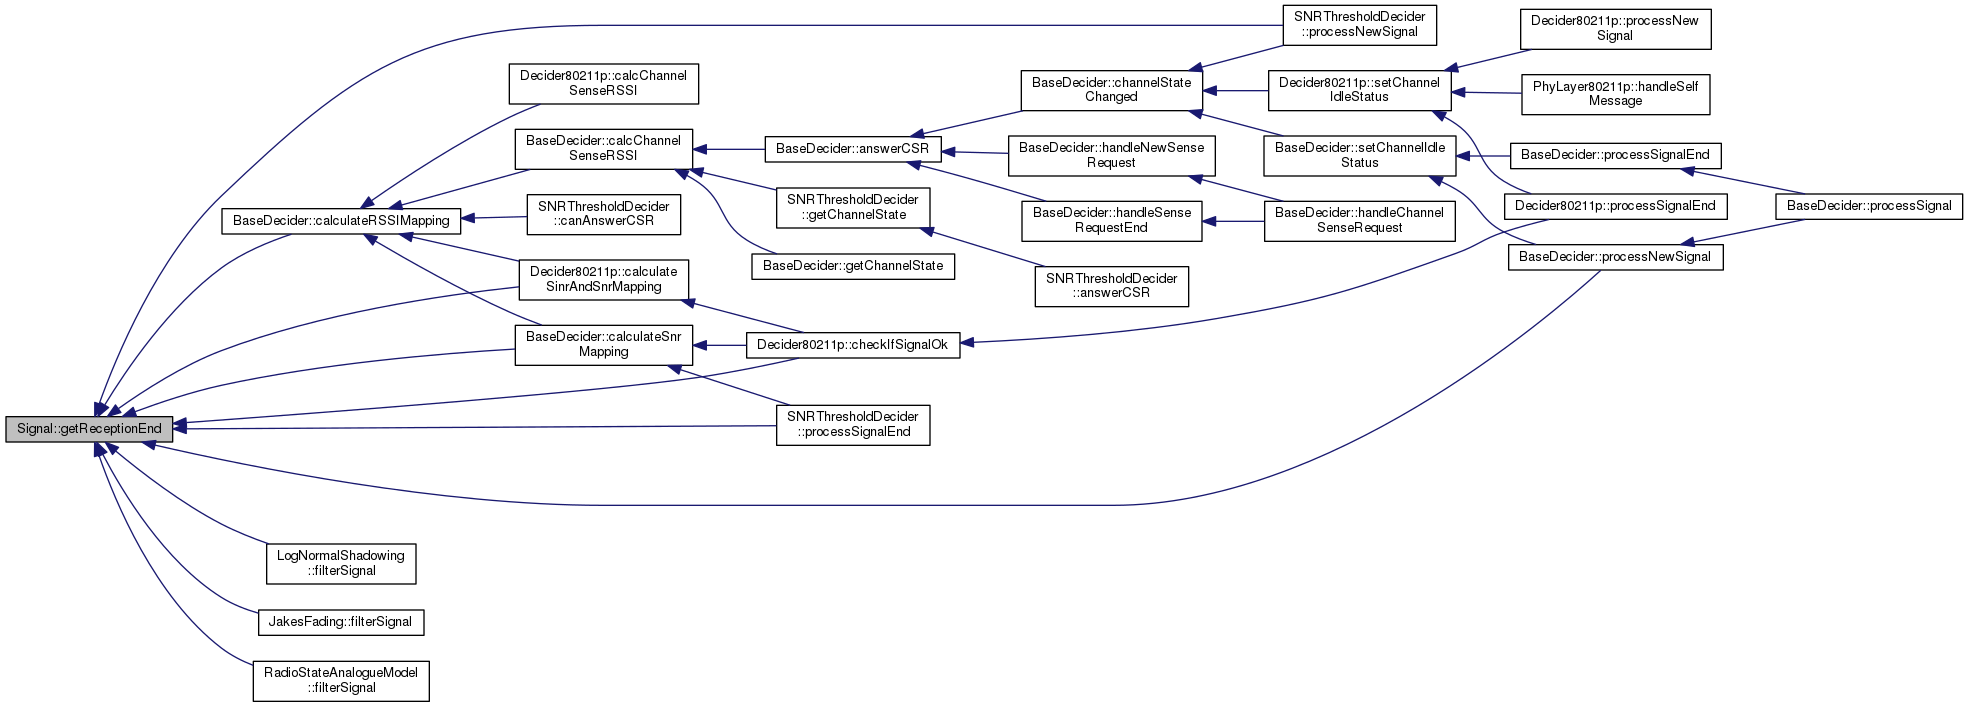 SNRThresholdDecider
::processNewSignal
Decider80211p::processNew
Signal
Decider80211p::calcChannel
SenseRSSI
BaseDecider::channelState
Changed
Decider80211p::setChannel
IdleStatus
PhyLayer80211p::handleSelf
Message
BaseDecider::calcChannel
SenseRSSI
BaseDecider::answerCSR
BaseDecider::handleNewSense
Request
BaseDecider::setChannelIdle
Status
BaseDecider::processSignalEnd
BaseDecider::calculateRSSIMapping
SNRThresholdDecider
::canAnswerCSR
SNRThresholdDecider
::getChannelState
BaseDecider::handleSense
RequestEnd
BaseDecider::handleChannel
SenseRequest
Decider80211p::processSignalEnd
BaseDecider::processSignal
Decider80211p::calculate
SinrAndSnrMapping
BaseDecider::getChannelState
SNRThresholdDecider
::answerCSR
BaseDecider::processNewSignal
BaseDecider::calculateSnr
Mapping
Decider80211p::checkIfSignalOk
Signal::getReceptionEnd
SNRThresholdDecider
::processSignalEnd
LogNormalShadowing
::filterSignal
JakesFading::filterSignal
RadioStateAnalogueModel
::filterSignal